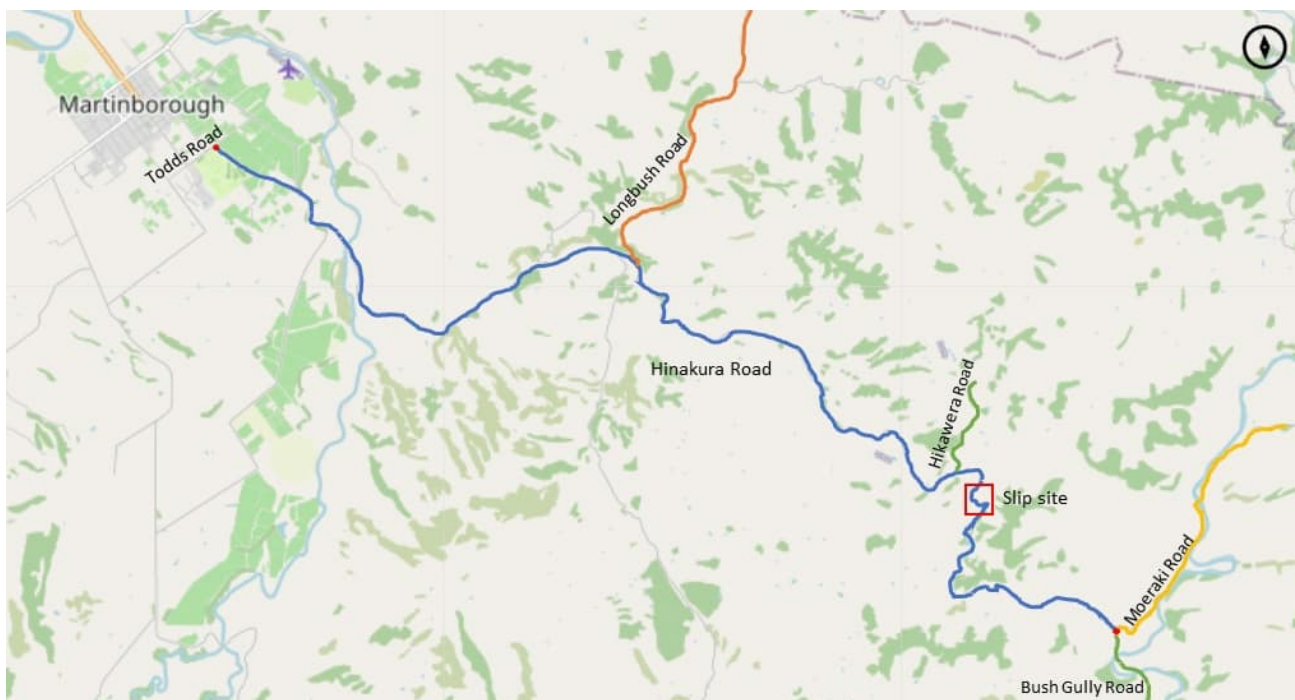 Martinborough
Todds Road
Longbush Road
Hinakura Road
Hikawera Road
Slip site
Moeraki Road
Bush Gully Road